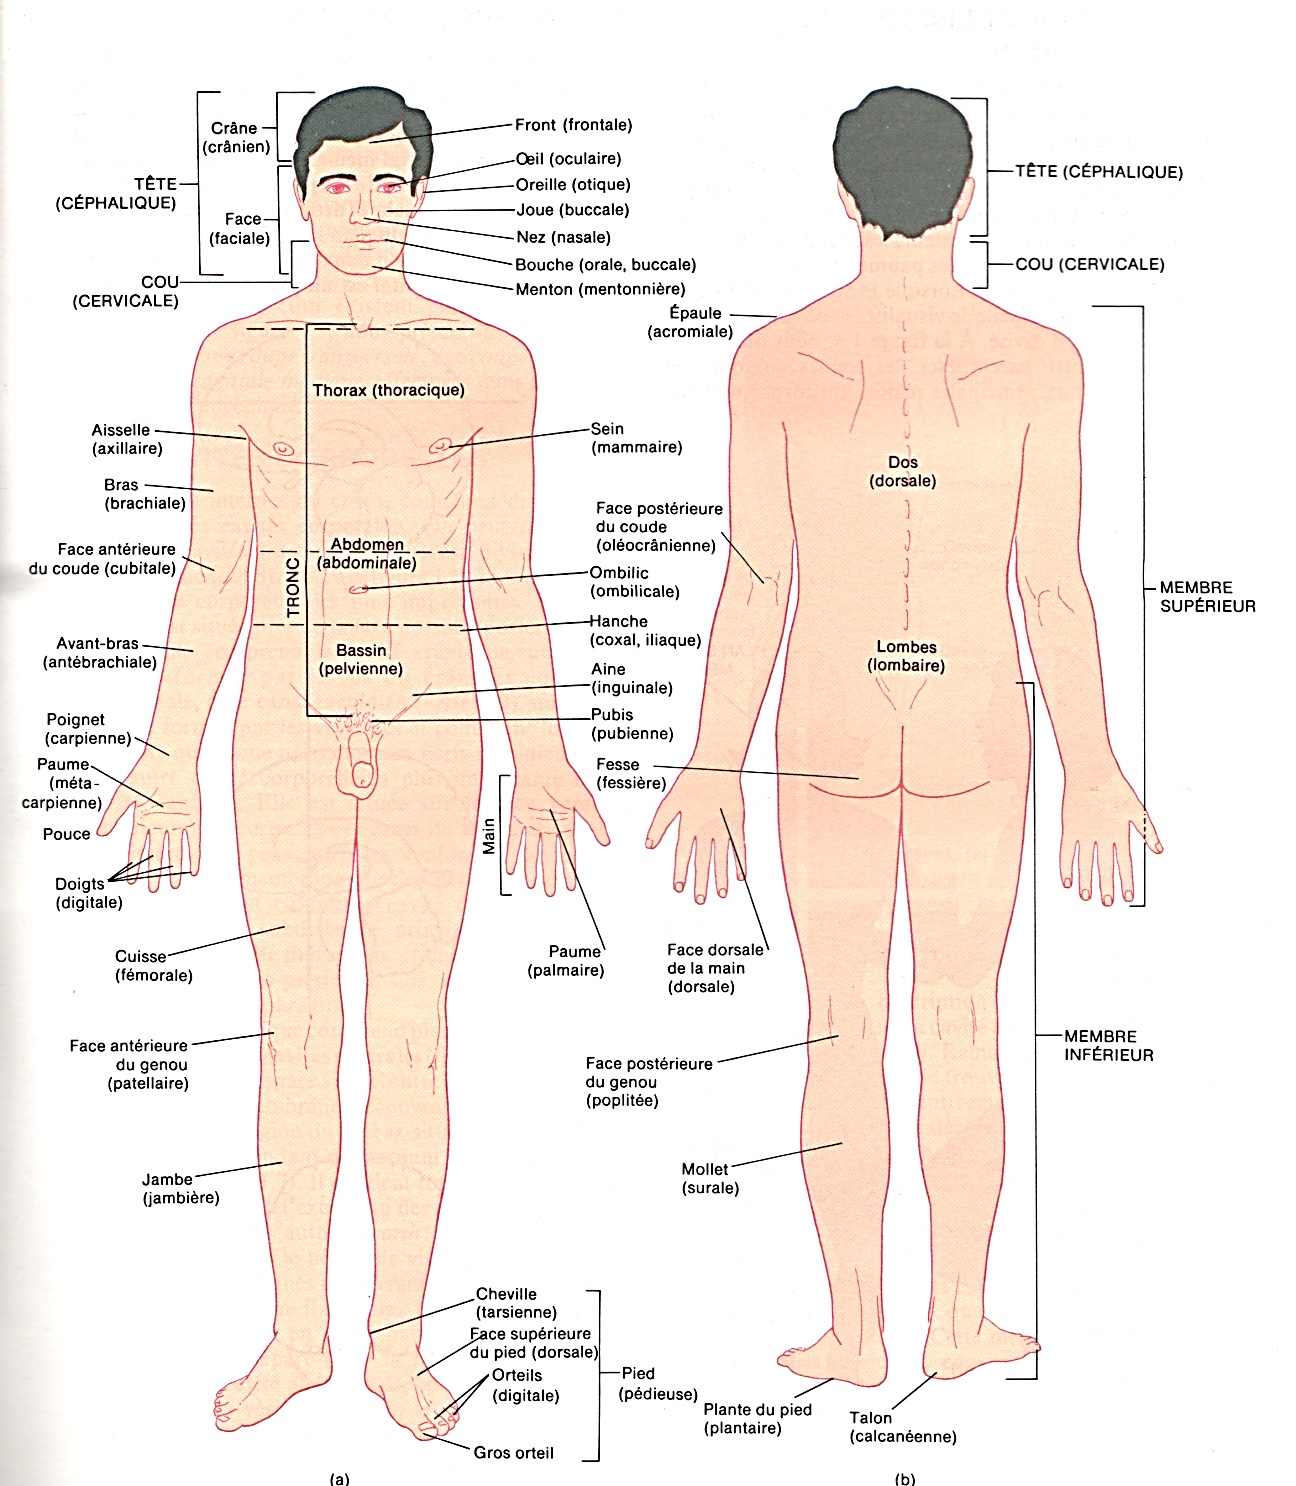 Crâne
(crânien)
TÊTE
(CÉPHALIQUE)
Face
(faciale)
COU
(CERVICALE)
Front (frontale)
Œil (oculaire)
Oreille (otique)
Joue (buccale)
Nez (nasale)
Bouche (orale, buccale)
Menton (mentonnière)
TÊTE (CÉPHALIQUE)
COU (CERVICALE)
Épaule
(acromiale)
Thorax (thoracique)
Aisselle
(axillaire)
Bras
(brachiale)
Face antérieure
du coude (cubitale)
Avant-bras
(antébrachiale)
Poignet
(carpienne)
Paume
(méta-
carpienne)
Pouce
Doigts
(digitale)
Sein
(mammaire)
Abdomen
(abdominale)
TRONC
Ombilic
(ombilicale)
Hanche
(coxal, iliaque)
Bassin
(pelvienne)
Aine
(inguinale)
Pubis
(pubienne)
Main
Paume
(palmaire)
Cuisse
(fémorale)
Face antérieure
du genou
(patellaire)
Jambe
(jambière)
Cheville
(tarsienne)
Face supérieure
du pied (dorsale)
Orteils
(digitale)
Gros orteil
Pied
(pédieuse)
(a)
Dos
(dorsale)
Face postérieure
du coude
(oléocrânienne)
Lombes
(lombaire)
Fesse
(fessière)
Face dorsale
de la main
(dorsale)
MEMBRE
SUPÉRIEUR
MEMBRE
INFÉRIEUR
Face postérieure
du genou
(poplitée)
Mollet
(surale)
Plante du pied
(plantaire)
Talon
(calcanéenne)
(b)